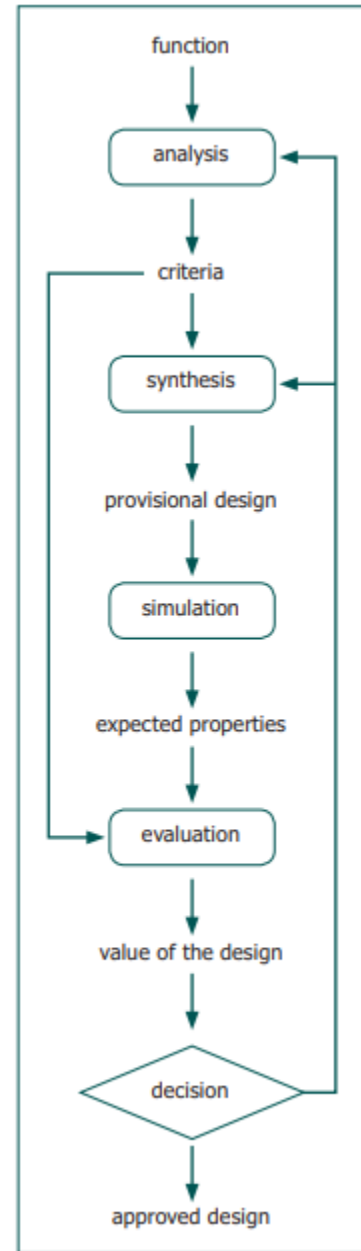 function
analysis
criteria
synthesis
provisional design
simulation
expected properties
evaluation
value of the design
decision
approved design